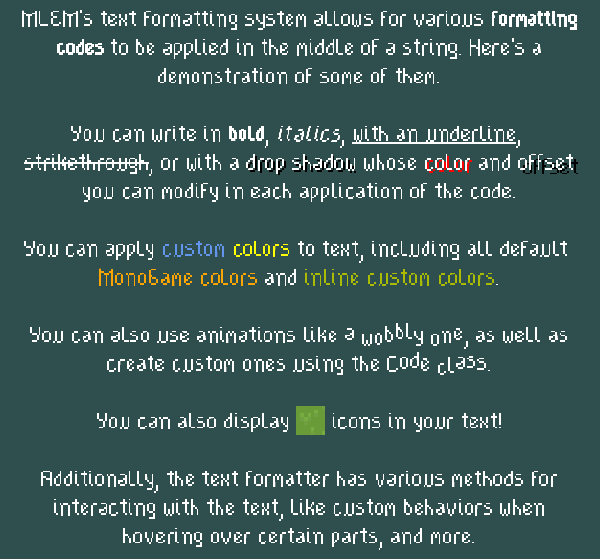 MLEM's text formatting system allows for various formatting
codes to be applied in the middle of a string. Here's a
demonstration of some of them.
You can write in bold, italics, with an underline,
strikethrough, or with a drop shadow whose color and offset
you can modify in each application of the code.
You can apply custom colors to text, including all default
MonoGame colors and inline custom colors.
You can also use animations like a wobbly one, as well as
create custom ones using the Code class.
You can also display icons in your text!
Additionally, the text formatter has various methods for
interacting with the text, like custom behaviors when
hovering over certain parts, and more.